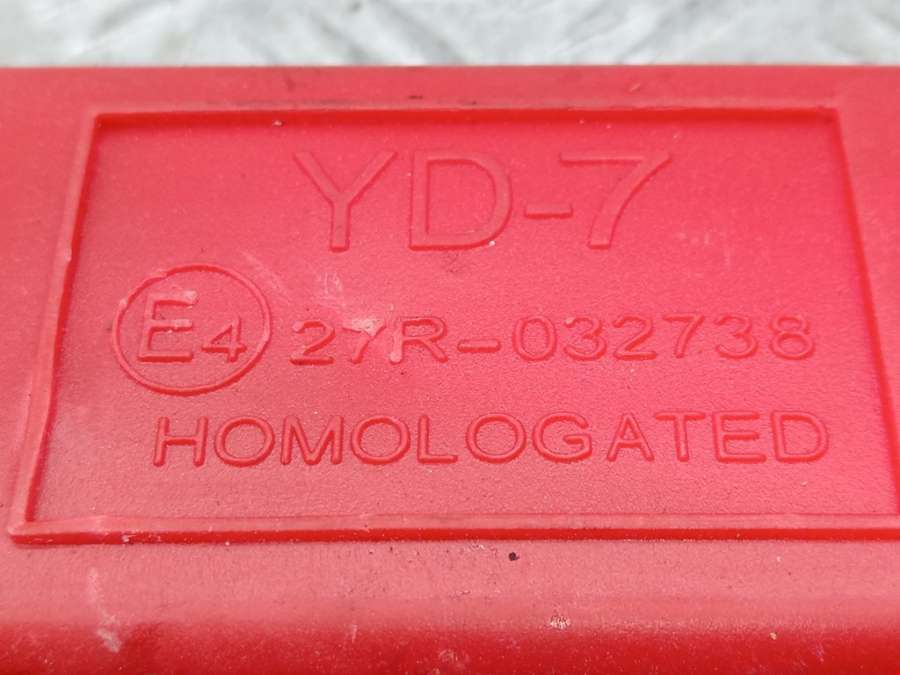 YD-7
E4 27R-032738
HOMOLOGATED